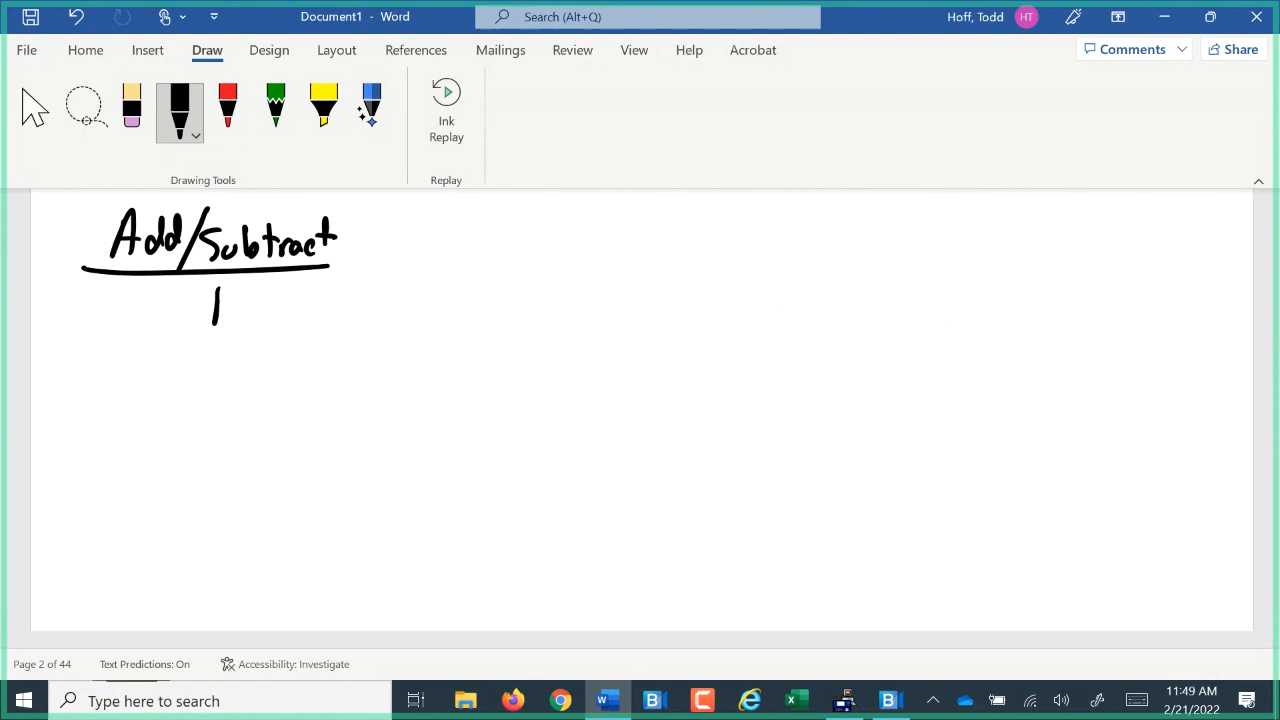 Document1 - Word
Search (Alt+Q)
Hoff, Todd
HT
File Home Insert Draw Design Layout References Mailings Review View Help Acrobat
Comments
Share
Ink
Replay
Drawing Tools
Replay
Add/Subtract
Page 2 of 44
Text Predictions: On
Accessibility: Investigate
Type here to search
11:49 AM
2/21/2022